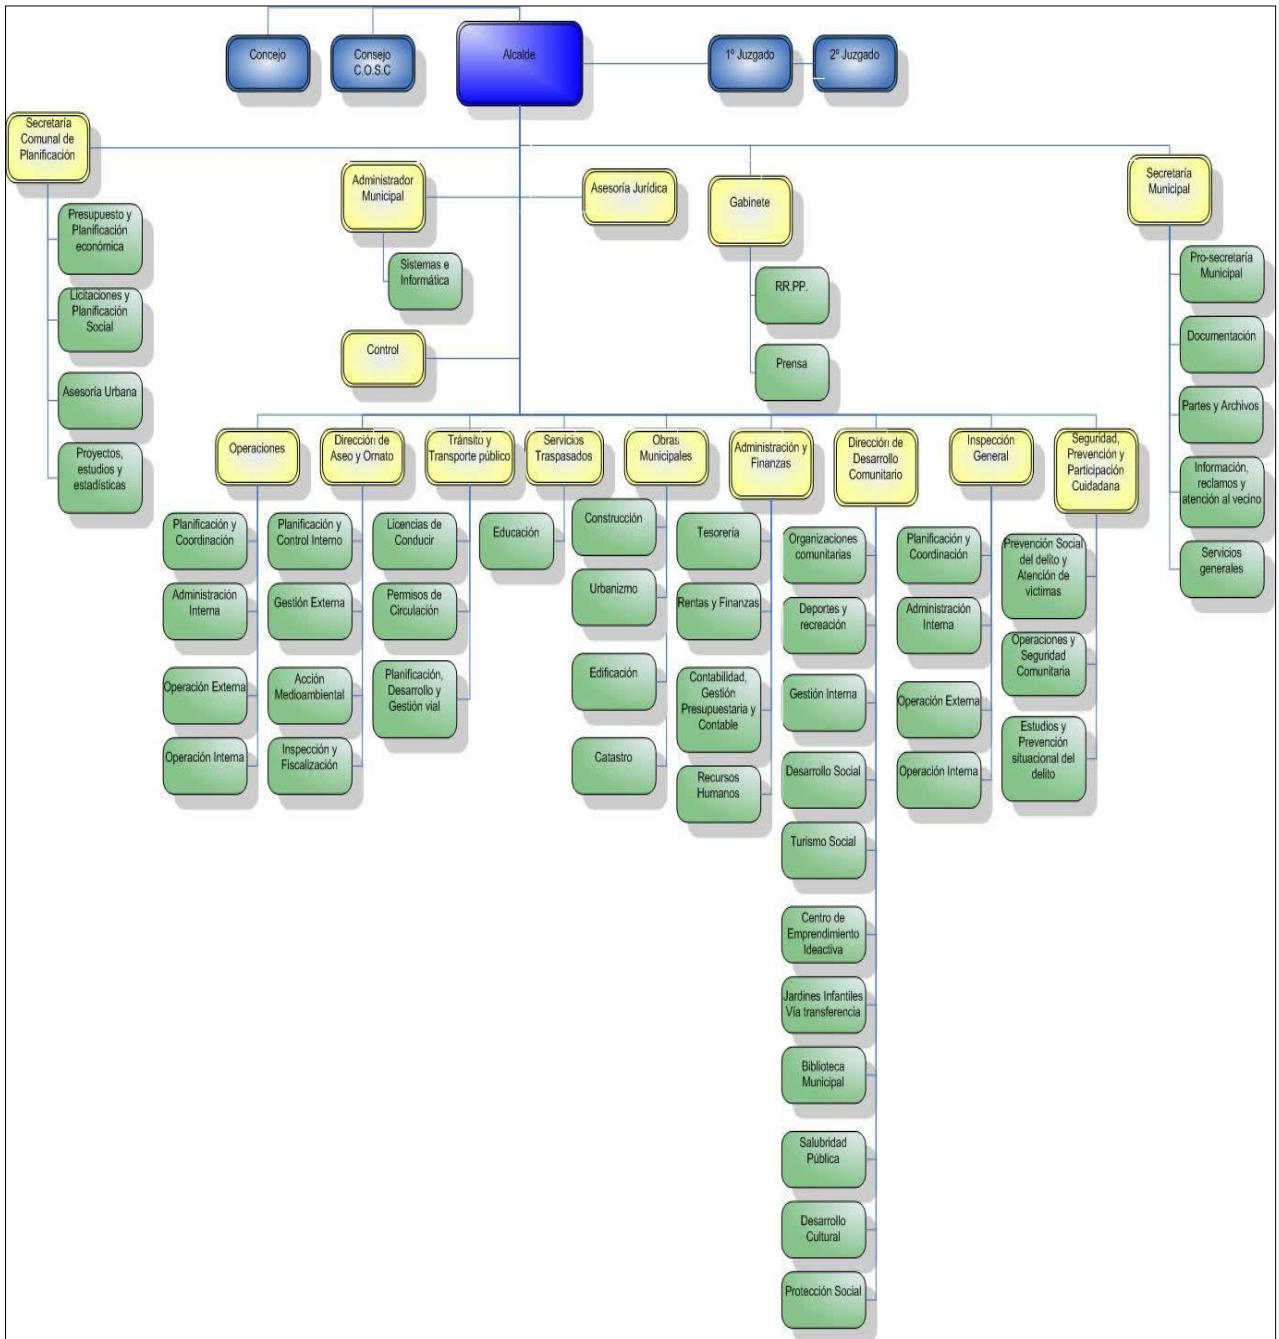 Concejo
Consejo
C.O.S.C
Alcalde
1º Juzgado
2º Juzgado
Secretaría
Comunal de
Planificación
Presupuesto y
Planificación
económica
Licitaciones y
Planificación
Social
Asesoría Urbana
Proyectos,
estudios y
estadísticas
Administrador
Municipal
Sistemas e
Informática
Asesoría Jurídica
Control
Gabinete
RR.PP.
Prensa
Secretaría
Municipal
Pro-secretaría
Municipal
Documentación
Partes y Archivos
Información,
reclamos y
atención al vecino
Servicios
generales
Operaciones
Planificación y
Coordinación
Administración
Interna
Operación Externa
Operación Interna
Dirección de
Aseo y Ornato
Planificación y
Control Interno
Gestión Externa
Acción
Medioambiental
Inspección y
Fiscalización
Tránsito y
Transporte público
Licencias de
Conducir
Permisos de
Circulación
Planificación,
Desarrollo y
Gestión vial
Servicios
Traspasados
Educación
Obras
Municipales
Construcción
Urbanizmo
Edificación
Catastro
Administración y
Finanzas
Tesorería
Rentas y Finanzas
Contabilidad,
Gestión
Presupuestaria y
Contable
Recursos
Humanos
Dirección de
Desarrollo
Comunitario
Organizaciones
comunitarias
Deportes y
recreación
Gestión Interna
Desarrollo Social
Turismo Social
Centro de
Emprendimiento
Ideactiva
Jardines Infantiles
Vía transferencia
Biblioteca
Municipal
Salubridad
Pública
Desarrollo
Cultural
Protección Social
Inspección
General
Planificación y
Coordinación
Administración
Interna
Operación Externa
Operación Interna
Seguridad,
Prevención y
Participación
Cuidadana
Prevención Social
del delito y
Atención de
victimas
Operaciones y
Seguridad
Comunitaria
Estudios y
Prevención
situacional del
delito